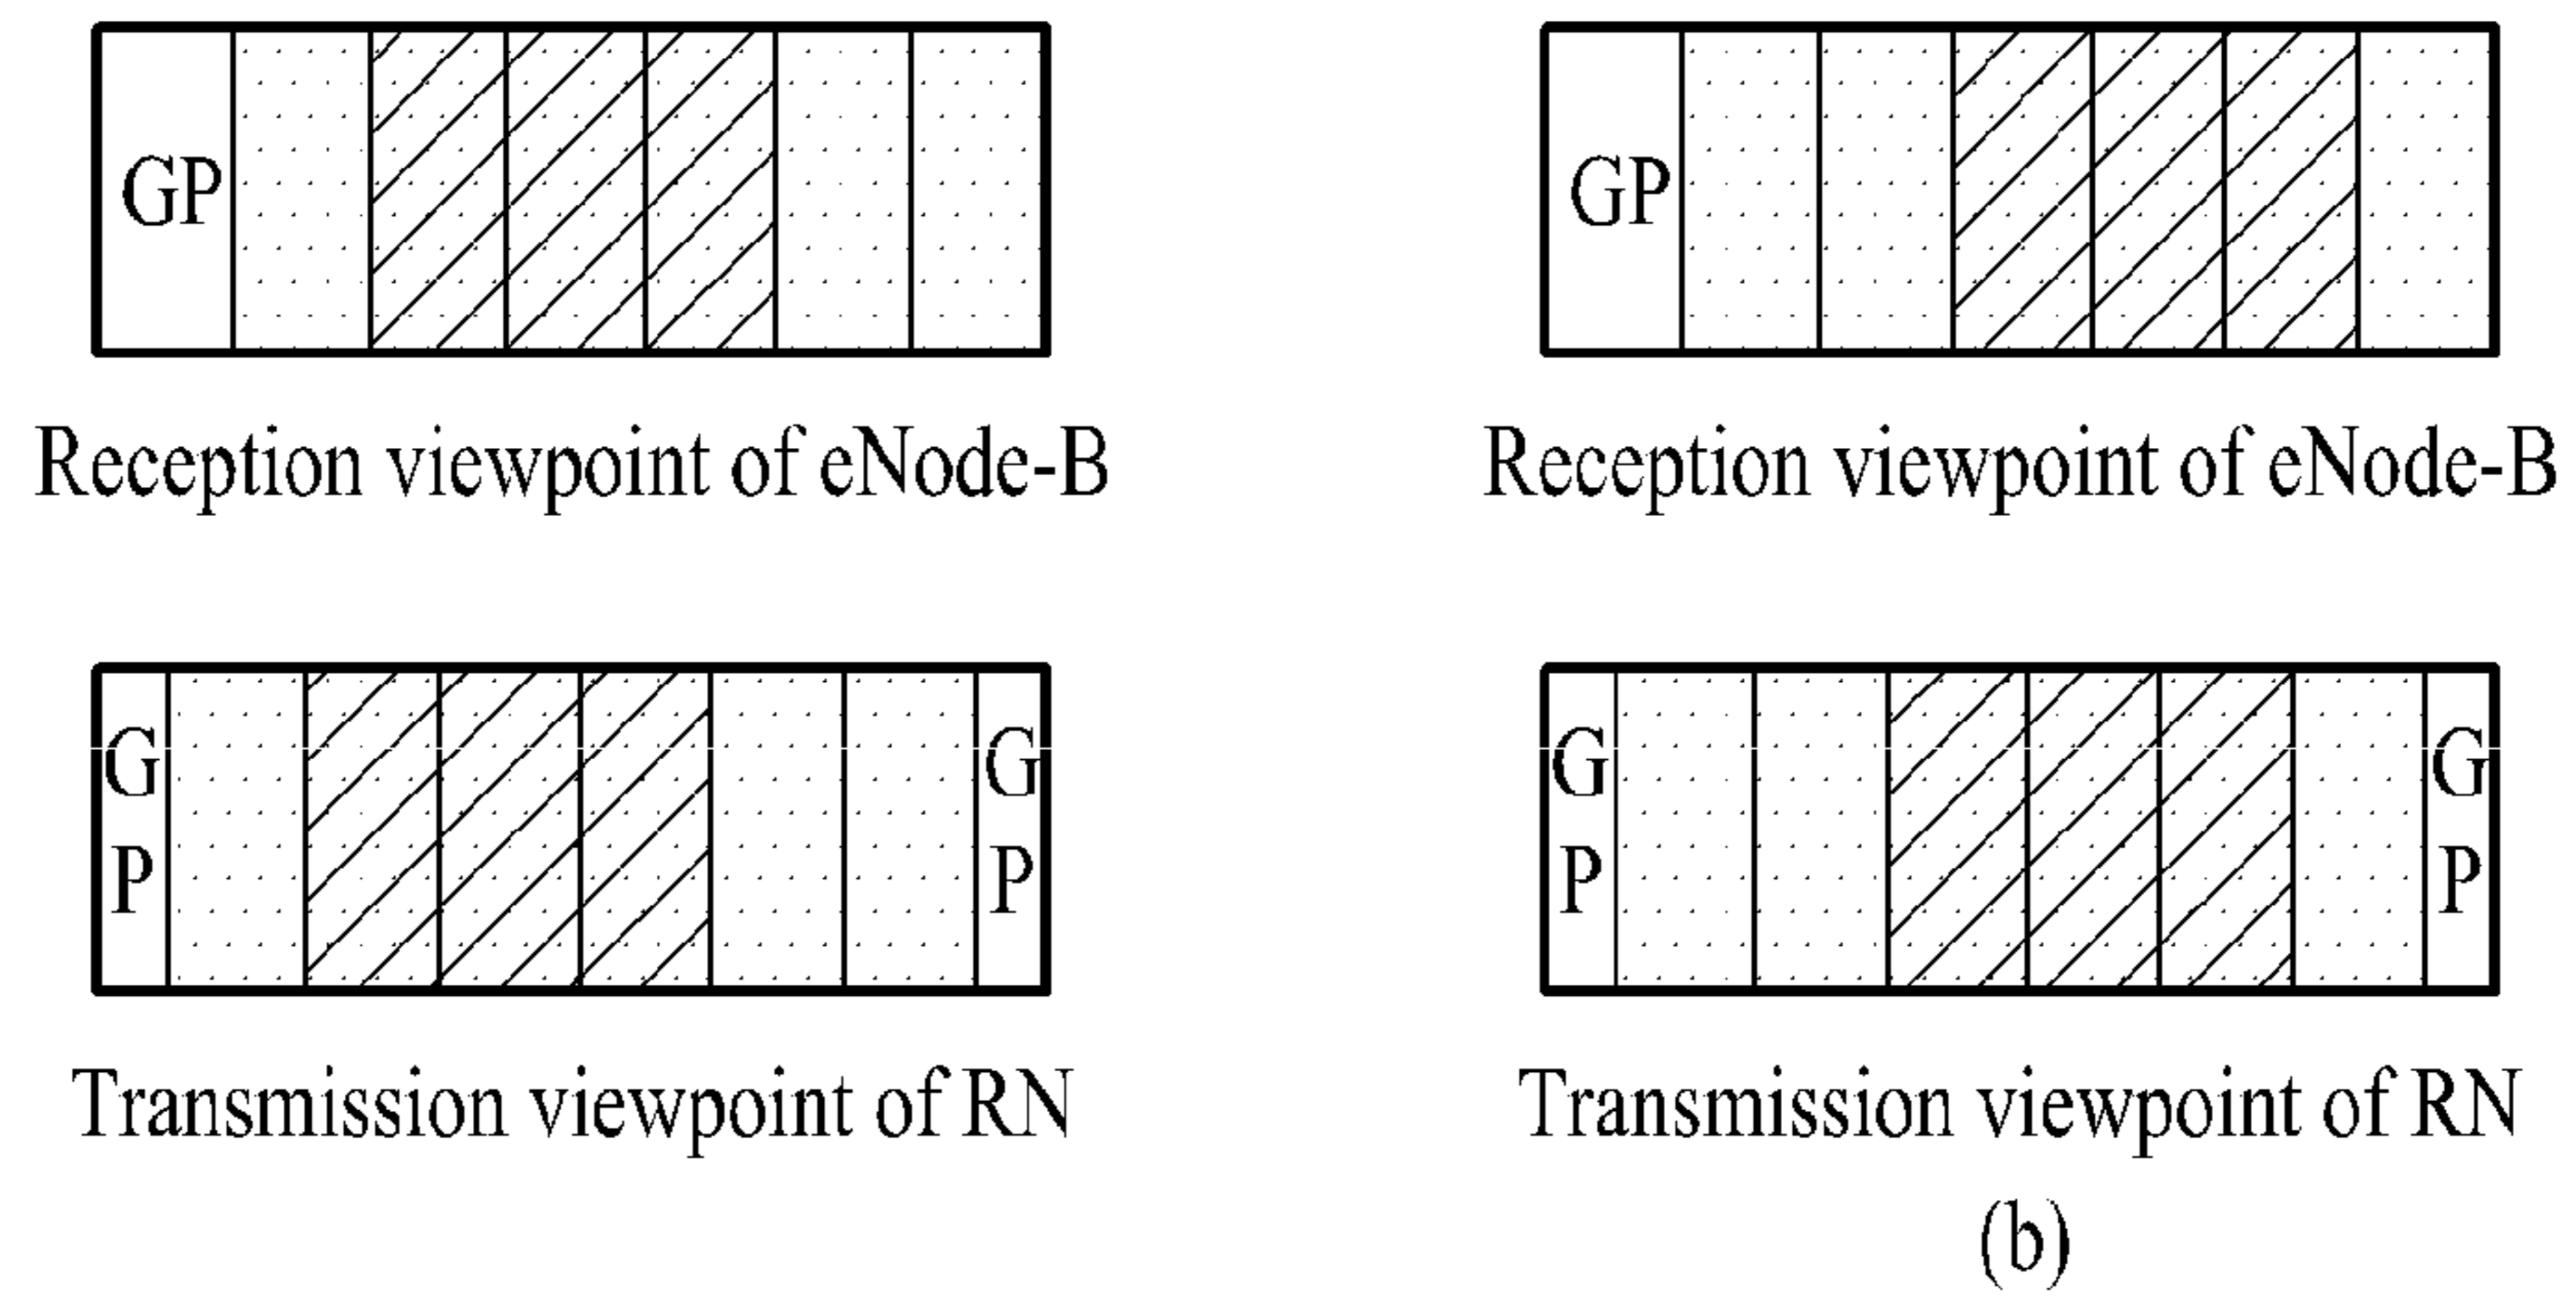 GP
GP
Reception viewpoint of eNode-B
Reception viewpoint of eNode-B
G
P
G
P
G
P
G
P
Transmission viewpoint of RN
Transmission viewpoint of RN
(b)